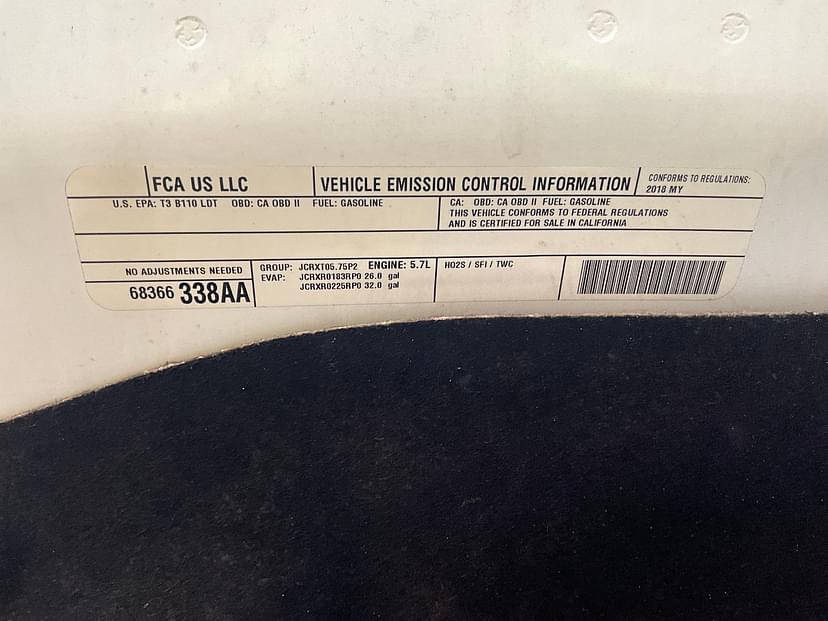 FCA US LLC
VEHICLE EMISSION CONTROL INFORMATION
CONFORMS TO REGULATIONS:
2018 MY
U.S. EPA: T3 B110 LDT OBD: CA OBD II FUEL: GASOLINE
CA: OBD: CA OBD II FUEL: GASOLINE
THIS VEHICLE CONFORMS TO FEDERAL REGULATIONS
AND IS CERTIFIED FOR SALE IN CALIFORNIA
NO ADJUSTMENTS NEEDED
68366 338AA
GROUP: JCRXT05.75P2 ENGINE: 5.7L
EVAP: JCRXR0183RP0 26.0 gal
JCRXR0225RP0 32.0 gal
HO2S / SFI / TWC